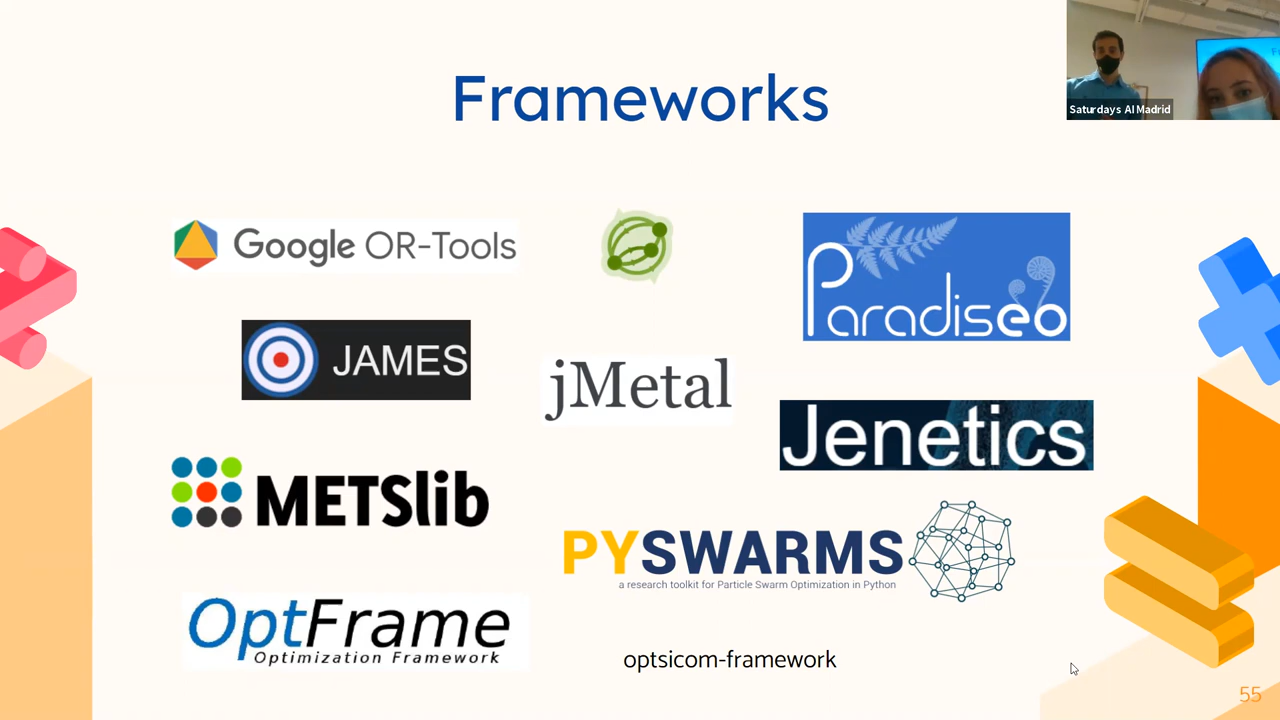 Frameworks
Saturdays AI Madrid
Google OR-Tools
Paradiseo
JAMES
jMetal
Jenetics
METSlib
PYSWARMS
a research toolkit for Particle Swarm Optimization in Python
OptFrame
Optimization Framework
optsicom-framework
55